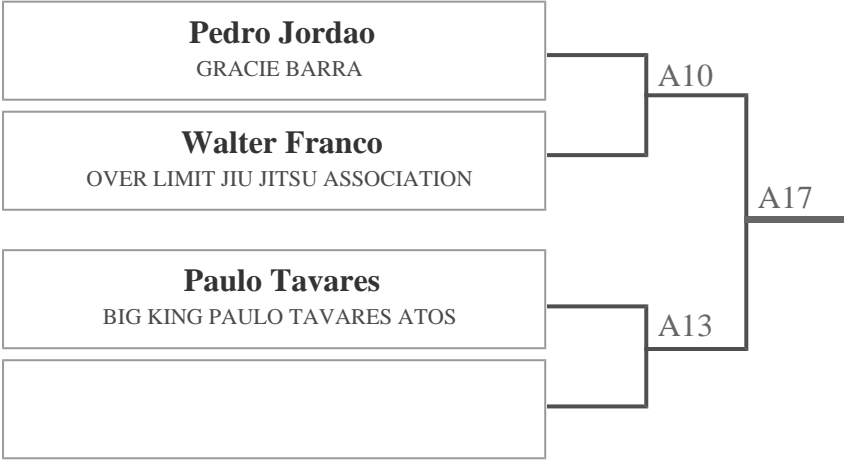 Pedro Jordao
GRACIE BARRA
A10
Walter Franco
OVER LIMIT JIU JITSU ASSOCIATION
A17
Paulo Tavares
BIG KING PAULO TAVARES ATOS
A13